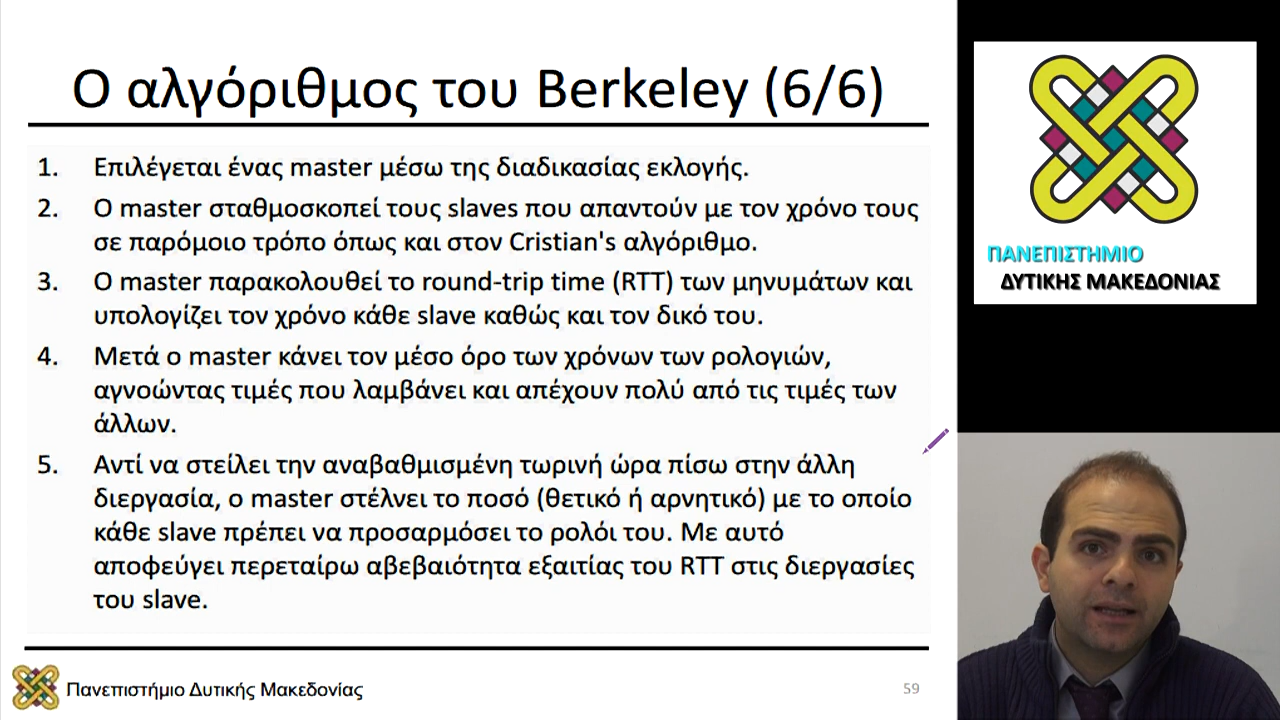 Ο αλγόριθμος του Berkeley (6/6)
1. Επιλέγεται ένας master μέσω της διαδικασίας εκλογής.
2. Ο master σταθμοσκοπεί τους slaves που απαντούν με τον χρόνο τους
σε παρόμοιο τρόπο όπως και στον Cristian's αλγόριθμο.
3. Ο master παρακολουθεί το round-trip time (RTT) των μηνυμάτων και
υπολογίζει τον χρόνο κάθε slave καθώς και τον δικό του.
4. Μετά ο master κάνει τον μέσο όρο των χρόνων των ρολογιών,
αγνοώντας τιμές που λαμβάνει και απέχουν πολύ από τις τιμές των
άλλων.
5. Αντί να στείλει την αναβαθμισμένη τωρινή ώρα πίσω στην άλλη
διεργασία, ο master στέλνει το ποσό (θετικό ή αρνητικό) με το οποίο
κάθε slave πρέπει να προσαρμόσει το ρολόι του. Με αυτό
αποφεύγει περεταίρω αβεβαιότητα εξαιτίας του RTT στις διεργασίες
του slave.
Πανεπιστήμιο Δυτικής Μακεδονίας
59
ΠΑΝΕΠΙΣΤΗΜΙΟ
ΔΥΤΙΚΗΣ ΜΑΚΕΔΟΝΙΑΣ